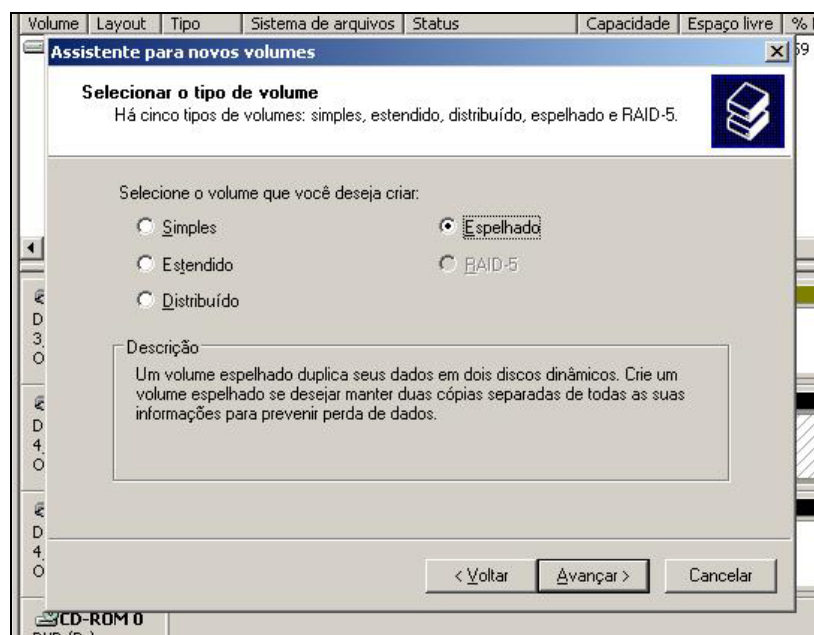 Volume Layout Tipo Sistema de arquivos Status Capacidade Espaço livre %
Assistente para novos volumes
59
Selecionar o tipo de volume
Há cinco tipos de volumes: simples, estendido, distribuído, espelhado e RAID-5.
Selecione o volume que você deseja criar:
Simples
Espelhado
Estendido
RAID-5
Distribuído
D
3,
O
Descrição
Um volume espelhado duplica seus dados em dois discos dinâmicos. Crie um
volume espelhado se desejar manter duas cópias separadas de todas as suas
informações para prevenir perda de dados.
D
4,
O
D
4,
O
< Voltar
Avançar >
Cancelar
CD-ROM 0